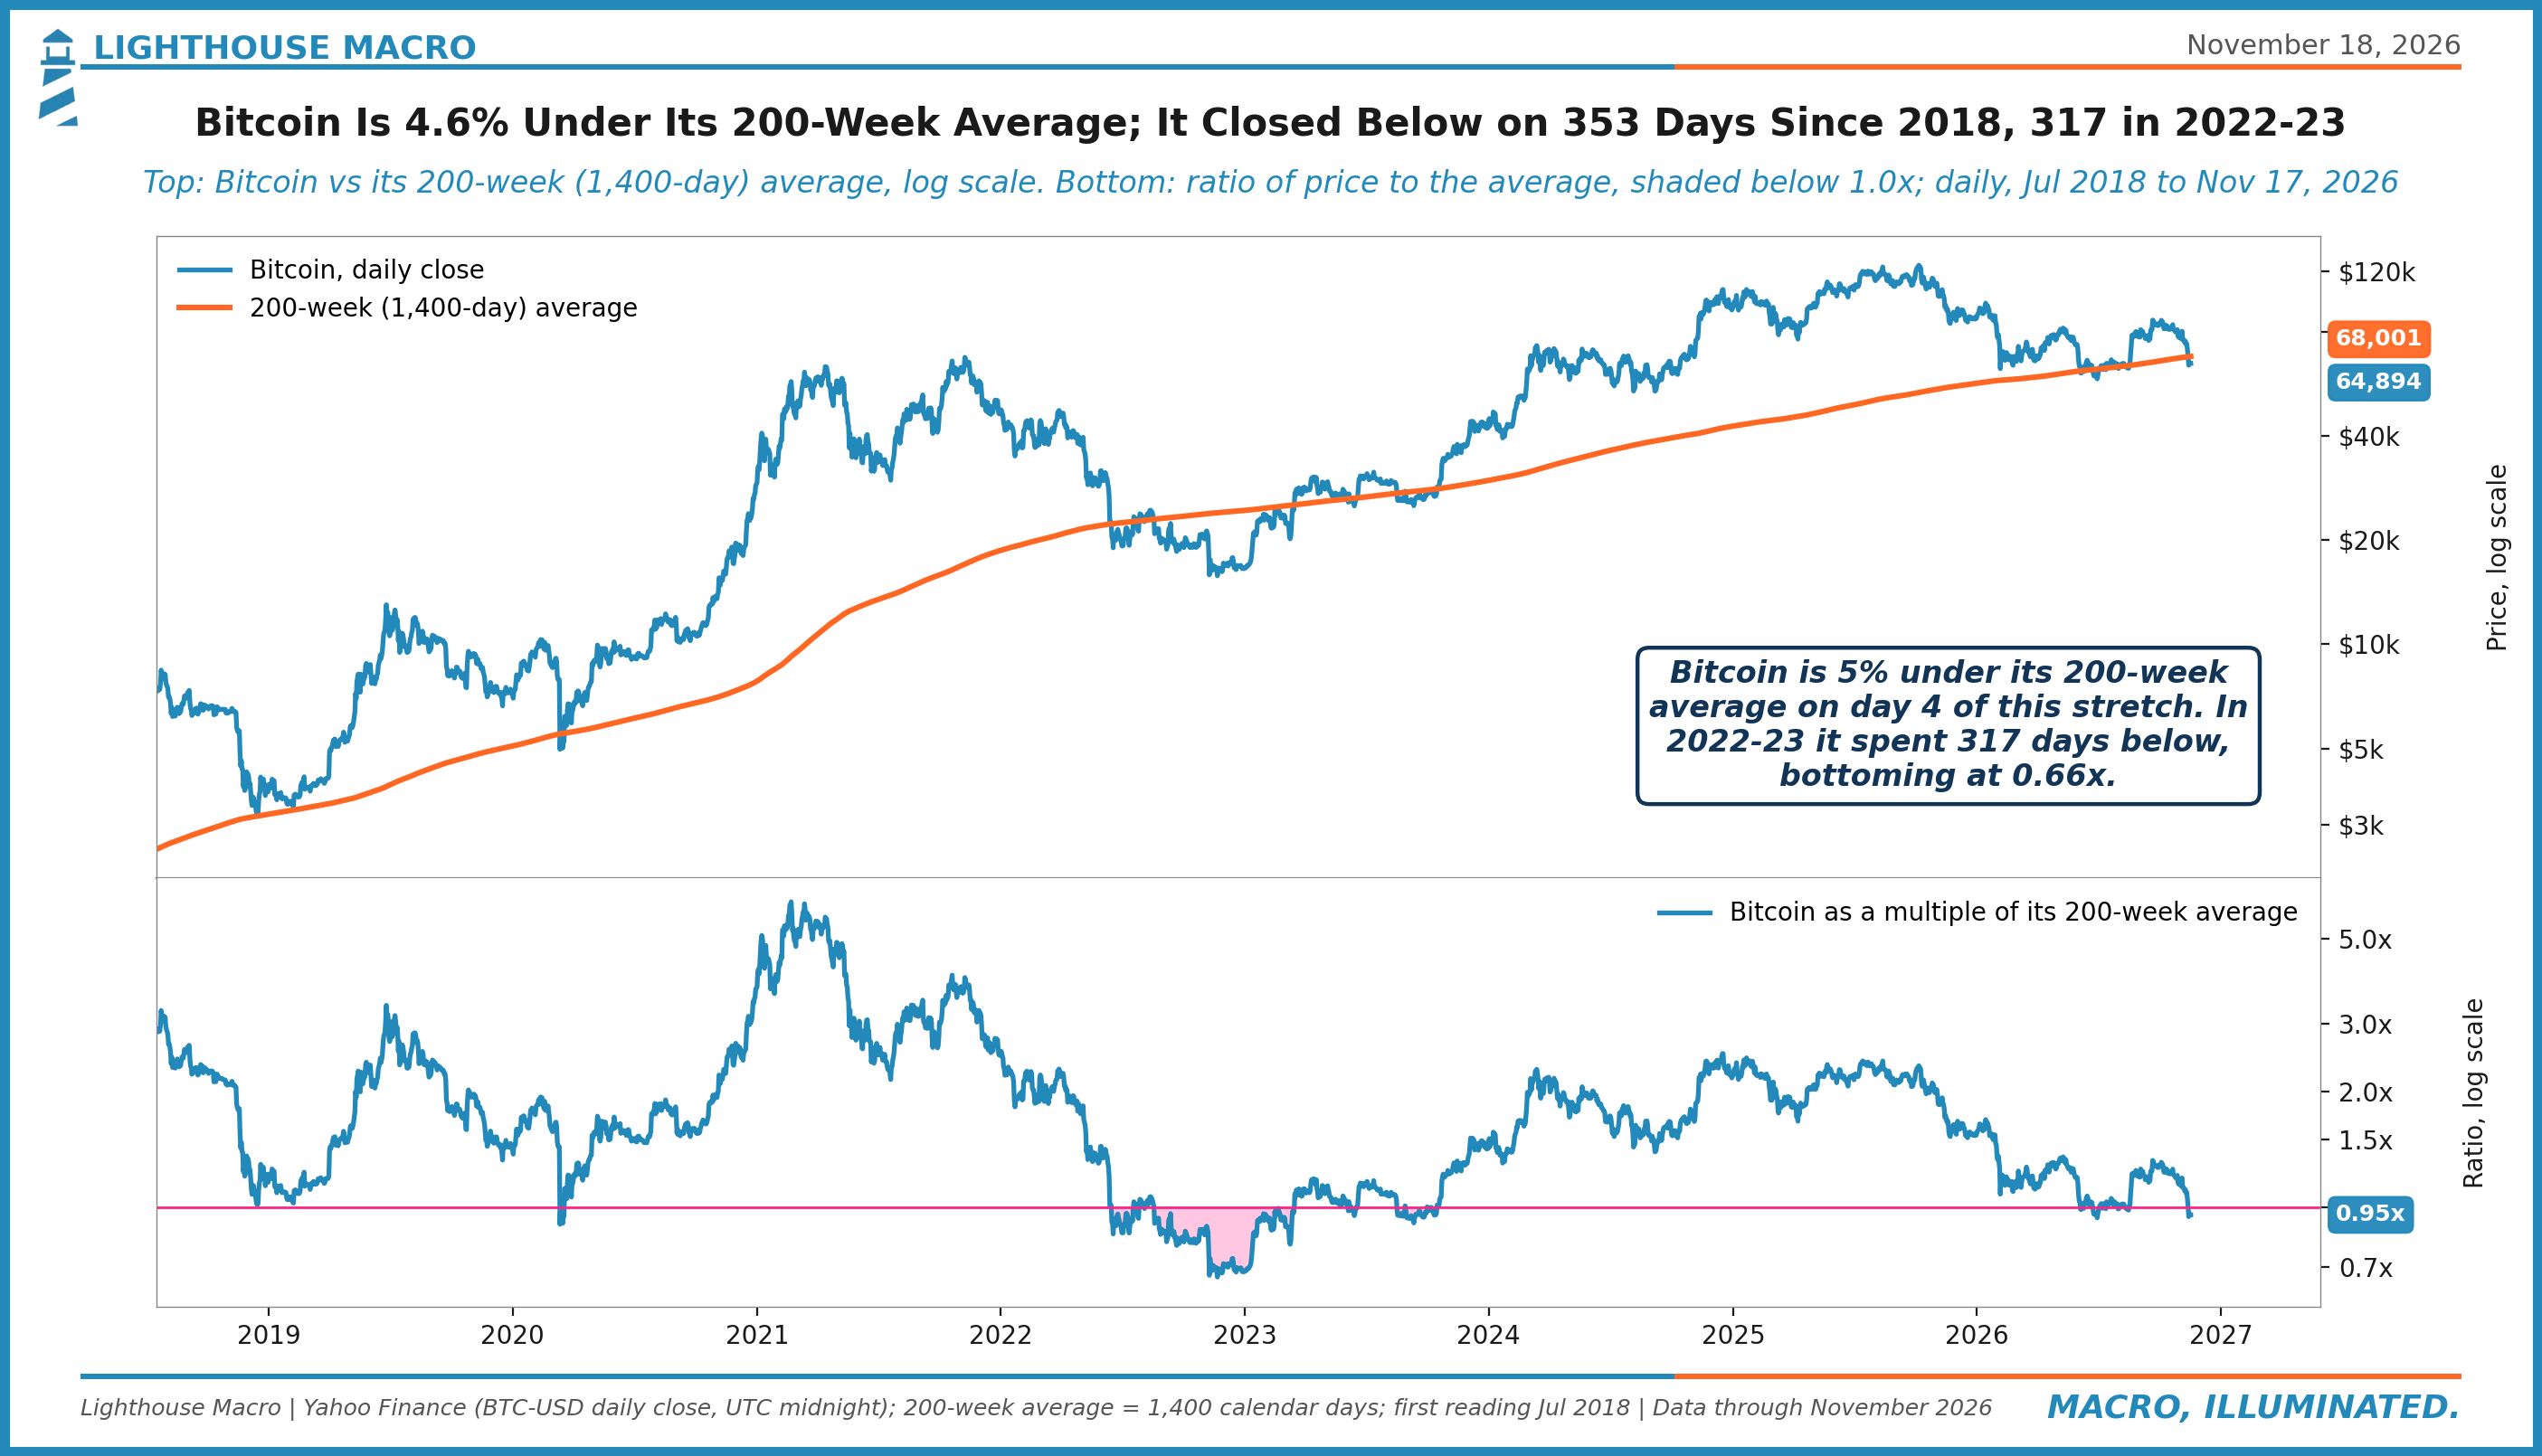 LIGHTHOUSE MACRO
November 18, 2026
Bitcoin Is 4.6% Under Its 200-Week Average; It Closed Below on 353 Days Since 2018, 317 in 2022-23
Top: Bitcoin vs its 200-week (1,400-day) average, log scale. Bottom: ratio of price to the average, shaded below 1.0x; daily, Jul 2018 to Nov 17, 2026
Bitcoin, daily close
200-week (1,400-day) average
$120k
68,001
64,894
$40k
$20k
$10k
$5k
$3k
Price, log scale
Bitcoin is 5% under its 200-week
average on day 4 of this stretch. In
2022-23 it spent 317 days below,
bottoming at 0.66x.
Bitcoin as a multiple of its 200-week average
5.0x
3.0x
2.0x
1.5x
0.95x
0.7x
Ratio, log scale
2019 2020 2021 2022 2023 2024 2025 2026 2027
Lighthouse Macro | Yahoo Finance (BTC-USD daily close, UTC midnight); 200-week average = 1,400 calendar days; first reading Jul 2018 | Data through November 2026
MACRO, ILLUMINATED.